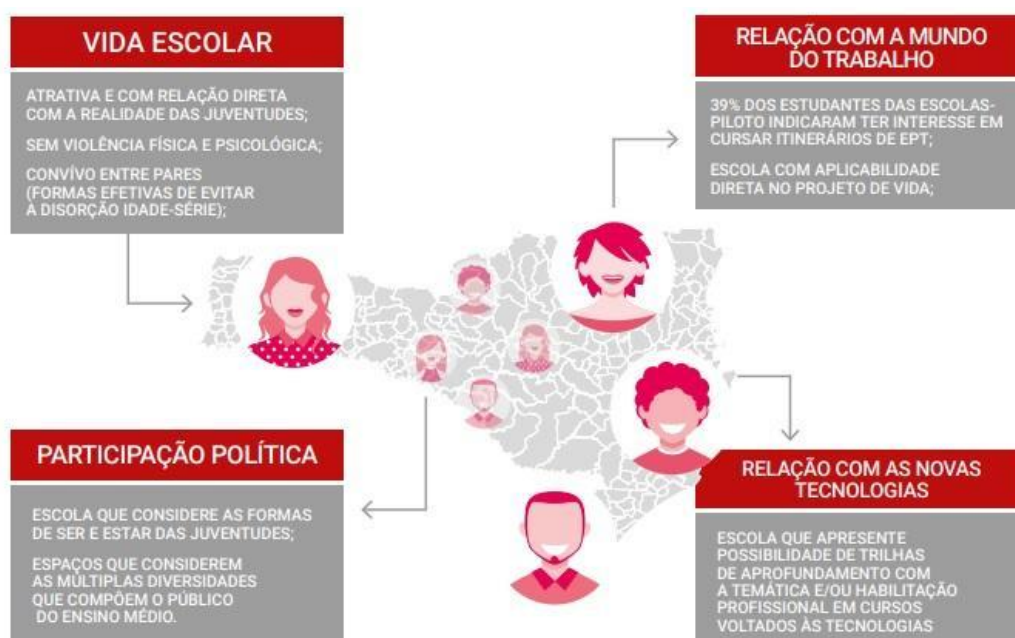 VIDA ESCOLAR
ATRATIVA E COM RELAÇÃO DIRETA
COM A REALIDADE DAS JUVENTUDES;
SEM VIOLÊNCIA FÍSICA E PSICOLÓGICA;
CONVÍVO ENTRE PARES
(FORMAS EFETIVAS DE EVITAR
A DISORÇÃO IDADE-SÉRIE);
RELAÇÃO COM A MUNDO
DO TRABALHO
39% DOS ESTUDANTES DAS ESCOLAS-
PILOTO INDICARAM TER INTERESSE EM
CURSAR ITINERÁRIOS DE EPT;
ESCOLA COM APLICABILIDADE
DIRETA NO PROJETO DE VIDA;
PARTICIPAÇÃO POLÍTICA
ESCOLA QUE CONSIDERE AS FORMAS
DE SER E ESTAR DAS JUVENTUDES;
ESPAÇOS QUE CONSIDEREM
AS MÚLTIPLAS DIVERSIDADES
QUE COMPÕEM O PÚBLICO
DO ENSINO MÉDIO.
RELAÇÃO COM AS NOVAS
TECNOLOGIAS
ESCOLA QUE APRESENTE
POSSIBILIDADE DE TRILHAS
DE APROFUNDAMENTO COM
A TEMÁTICA E/OU HABILITAÇÃO
PROFISSIONAL EM CURSOS
VOLTADOS ÀS TECNOLOGIAS